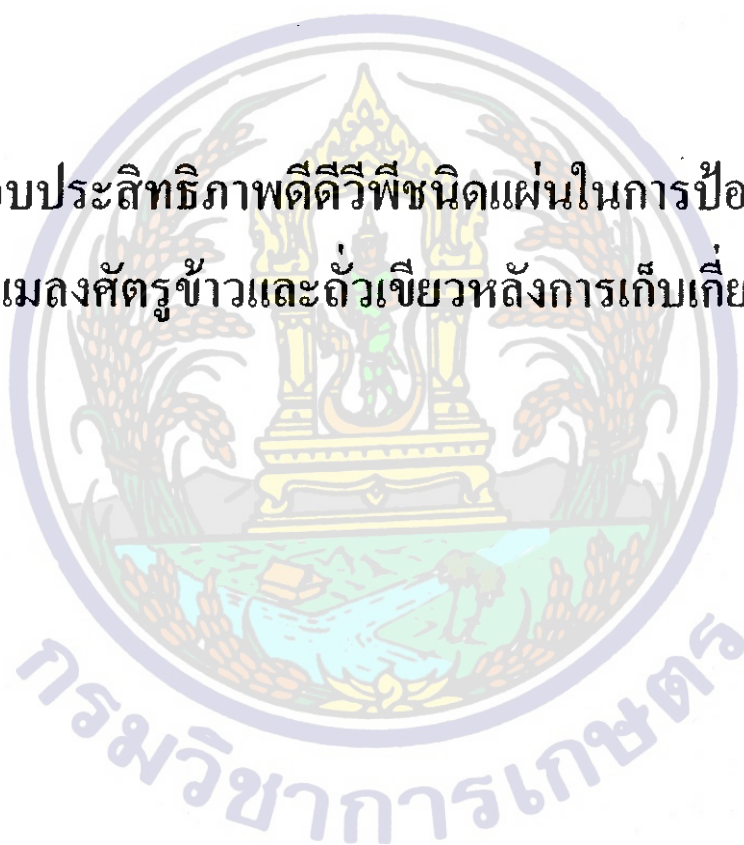 บประสิทธิภาพดีดีวีพีชนิดแผ่นในการป้อ
แมลงศัตรูข้าวและถั่วเขียวหลังการเก็บเกี่ย
กรมวิชาการเกษตร